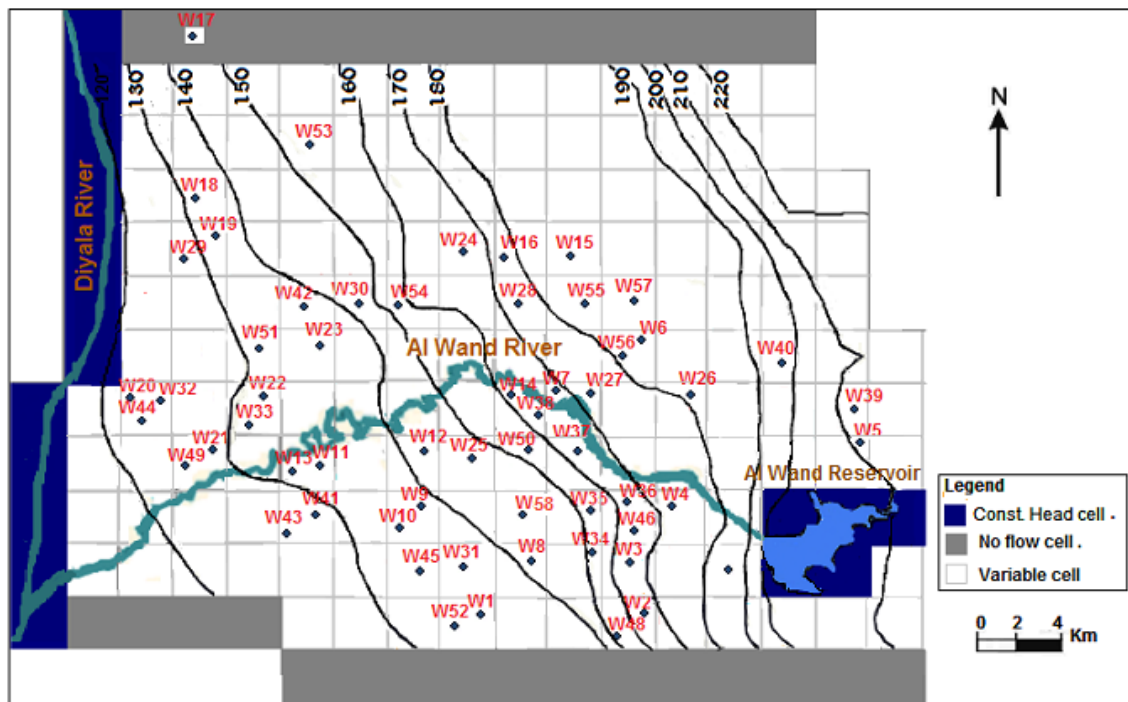 W17
120
130
140
150
160
170
180
190
200
210
220
N
W53
Diyala River
W18
W19
W29
W24
W16
W15
W42
W30
W54
W28
W55
W57
W51
W23
Al Wand River
W56
W6
W40
W20
W32
W44
W22
W33
W14
W7
W27
W38
W26
W39
W21
W49
W13
W11
W12
W25
W50
W37
W5
Al Wand Reservoir
W41
W43
W9
W10
W58
W35
W36
W4
W46
W45
W31
W8
W34
W3
W52
W1
W2
W48
Legend
Const. Head cell .
No flow cell .
Variable cell
0 2 4 Km